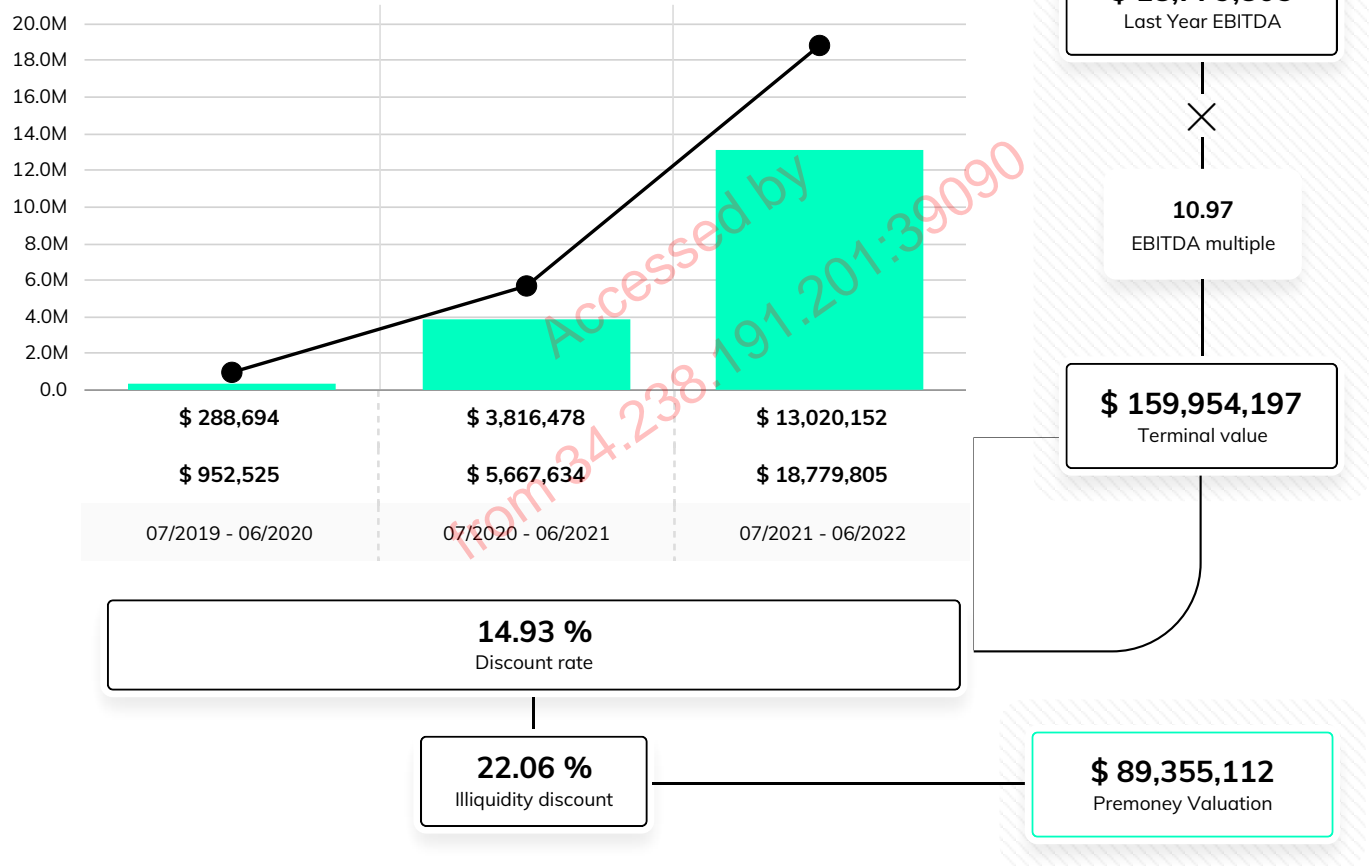 20.0M
18.0M
16.0M
14.0M
12.0M
10.0M
8.0M
6.0M
4.0M
2.0M
0.0
$ 288,694
$ 3,816,478
$ 13,020,152
$ 952,525
$ 5,667,634
$ 18,779,805
07/2019 - 06/2020
07/2020 - 06/2021
07/2021 - 06/2022
Accessed by
from 34.238.191.201:39090
Last Year EBITDA
10.97
EBITDA multiple
$ 159,954,197
Terminal value
14.93 %
Discount rate
22.06 %
Illiquidity discount
$ 89,355,112
Premoney Valuation